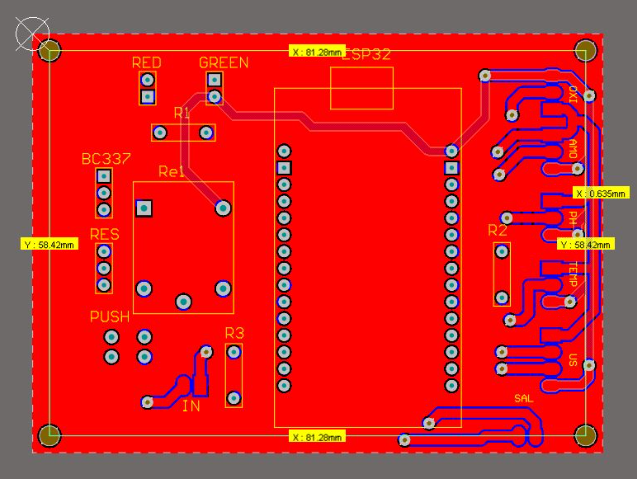 X : 81.28mm
ESP32
RED
GREEN
OXI
R1
AMO
BC337
Re1
X : 0.635mm
PH
RES
R2
Y : 58.42mm
Y : 58.42mm
TEMP
PUSH
R3
US
IN
SAL
X : 81.28mm